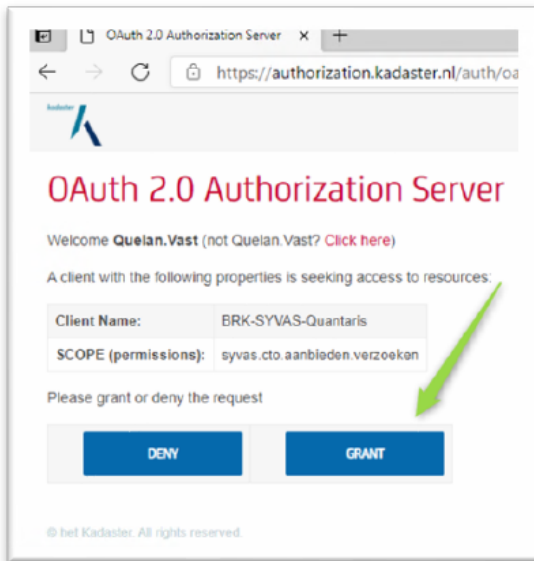 OAuth 2.0 Authorization Server
https://authorization.kadaster.nl/auth/oa
kadaster
OAuth 2.0 Authorization Server
Welcome Quelan.Vast (not Quelan.Vast? Click here)
A client with the following properties is seeking access to resources:
Client Name: BRK-SYVAS-Quantaris
SCOPE (permissions): syvas.cto.aanbieden.verzoeken
Please grant or deny the request
DENY GRANT
© het Kadaster. All rights reserved.